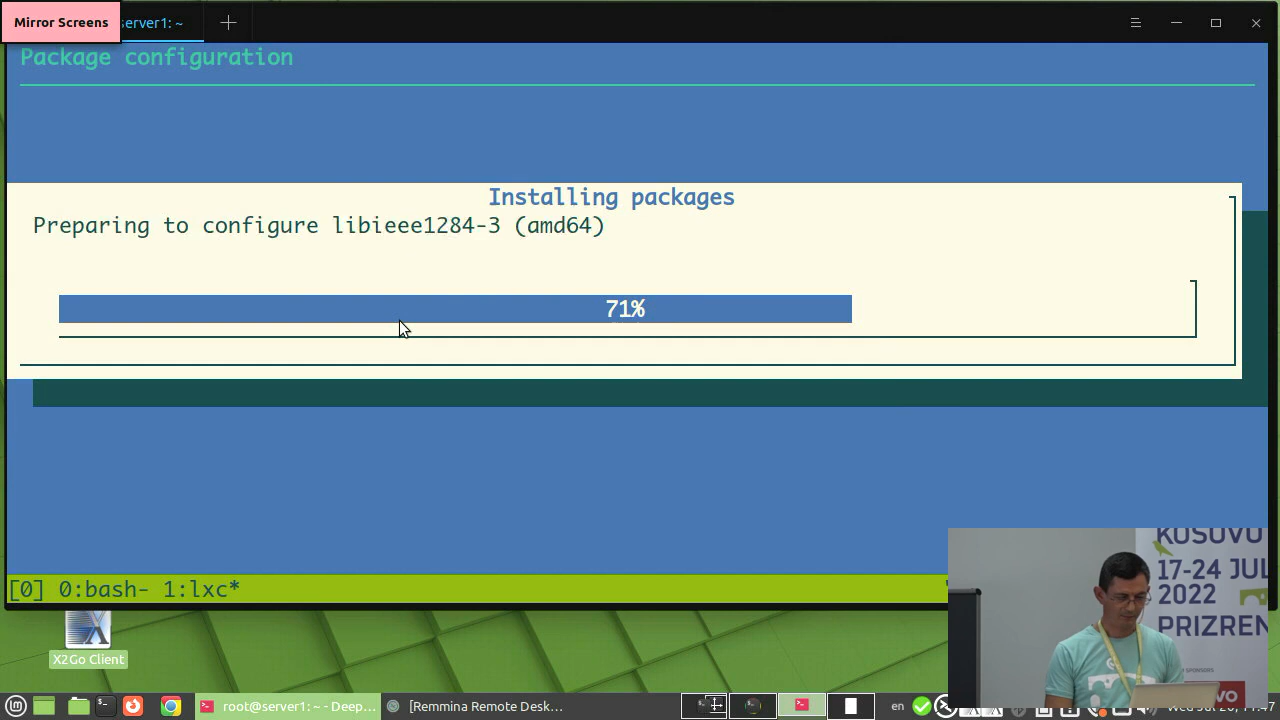 Mirror Screens
server1: ~
Package configuration
Installing packages
Preparing to configure libieee1284-3 (amd64)
71%
[0] 0:bash- 1:lxc*
KOSOVO
17-24 JUL
2022
PRIZREN
X2Go Client
root@server1: ~ - Deep...
[Remmina Remote Desk...
en